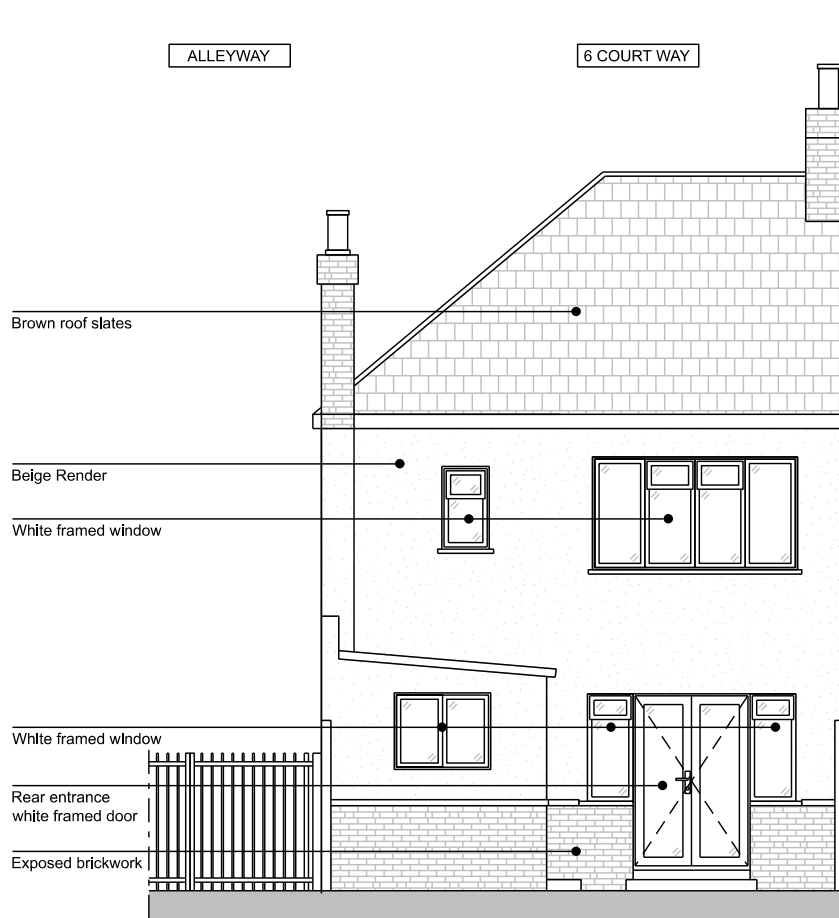 ALLEYWAY
6 COURT WAY
Brown roof slates
Beige Render
White framed window
White framed window
Rear entrance
white framed door
Exposed brickwork